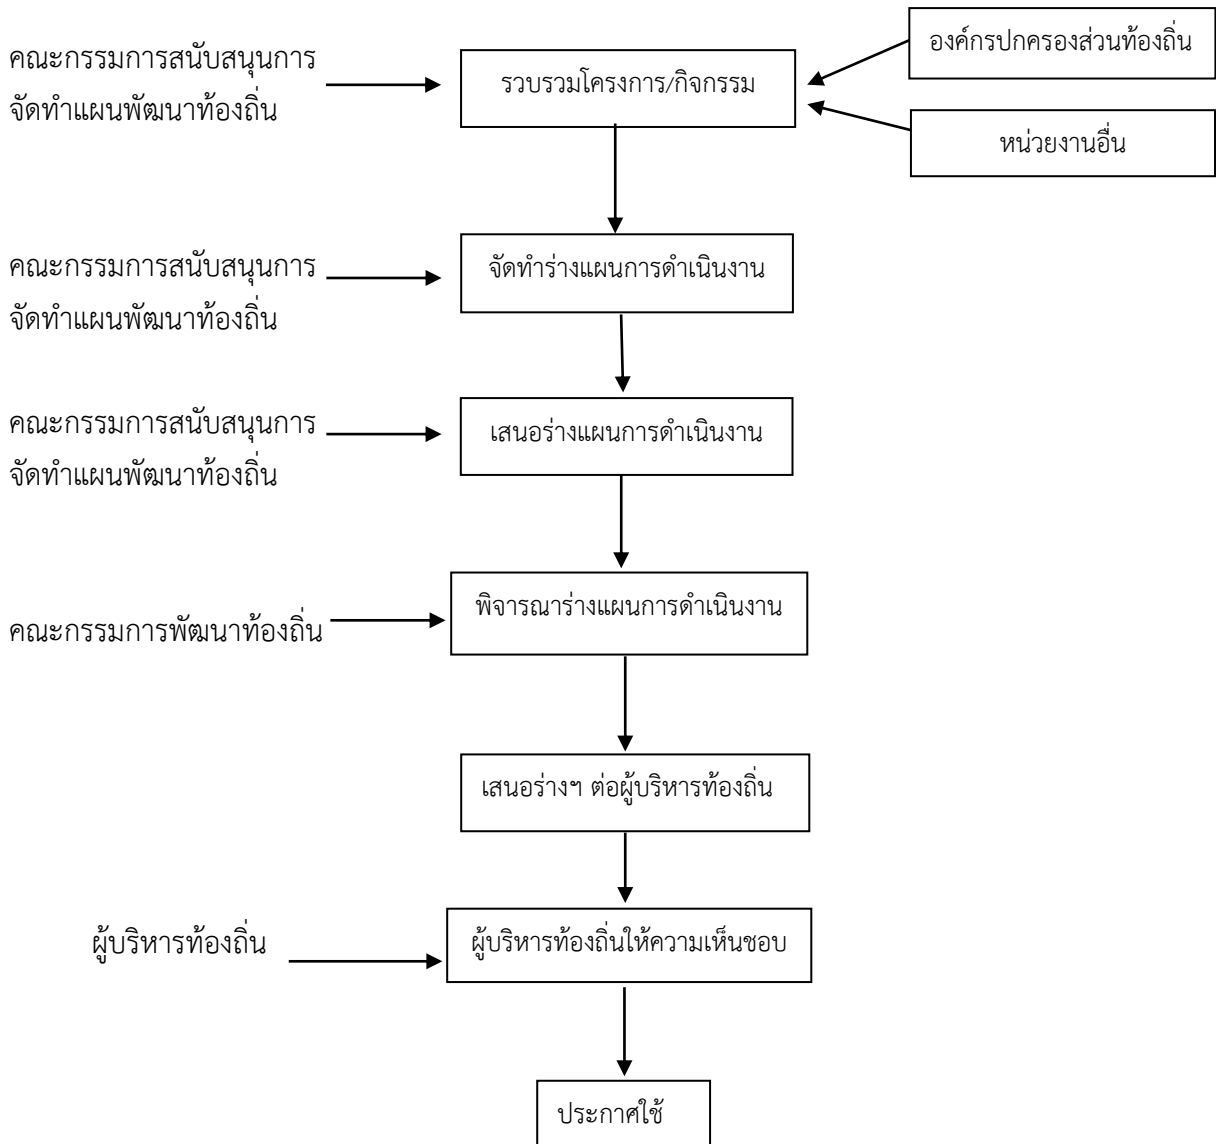 องค์กรปกครองส่วนท้องถิ่น
คณะกรรมการสนับสนุนการ
จัดทำแผนพัฒนาท้องถิ่น
รวบรวมโครงการ/กิจกรรม
หน่วยงานอื่น
คณะกรรมการสนับสนุนการ
จัดทำแผนพัฒนาท้องถิ่น
จัดทำร่างแผนการดำเนินงาน
คณะกรรมการสนับสนุนการ
จัดทำแผนพัฒนาท้องถิ่น
เสนอร่างแผนการดำเนินงาน
คณะกรรมการพัฒนาท้องถิ่น
พิจารณาร่างแผนการดำเนินงาน
เสนอร่างฯ ต่อผู้บริหารท้องถิ่น
ผู้บริหารท้องถิ่น
ผู้บริหารท้องถิ่นให้ความเห็นชอบ
ประกาศใช้